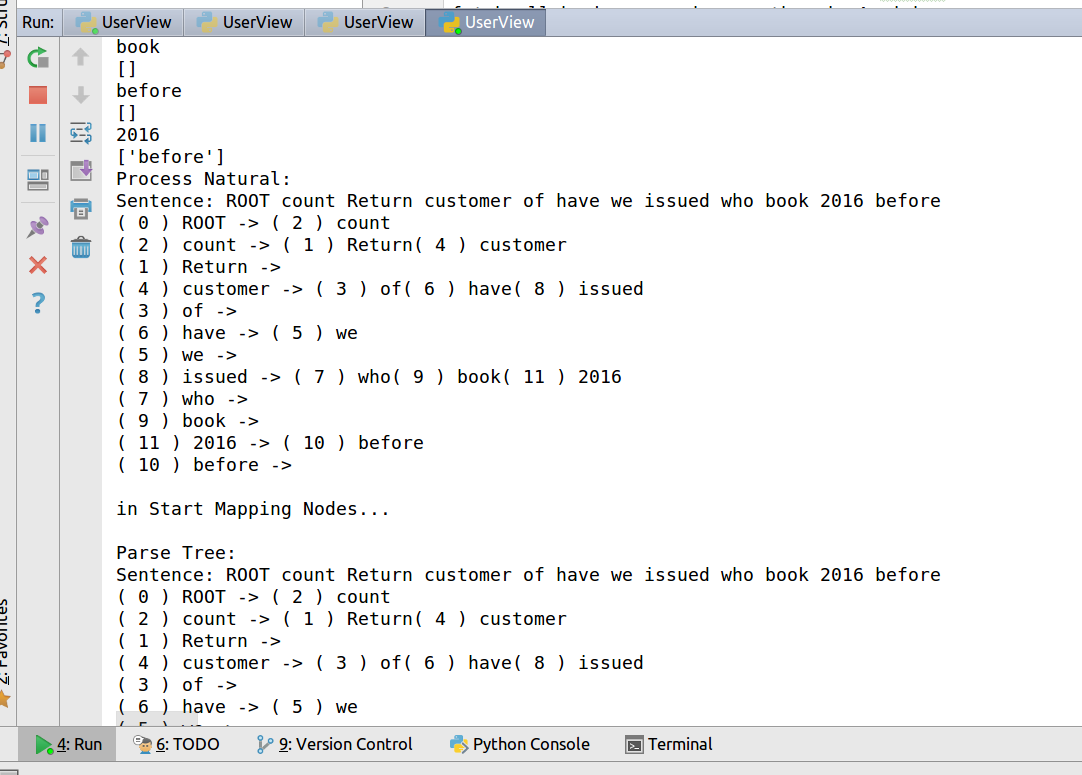 Run: UserView UserView UserView UserView
book
[]
before
[]
2016
['before']
Process Natural:
Sentence: ROOT count Return customer of have we issued who book 2016 before
( 0 ) ROOT -> ( 2 ) count
( 2 ) count -> ( 1 ) Return( 4 ) customer
( 1 ) Return ->
( 4 ) customer -> ( 3 ) of( 6 ) have( 8 ) issued
( 3 ) of ->
( 6 ) have -> ( 5 ) we
( 5 ) we ->
( 8 ) issued -> ( 7 ) who( 9 ) book( 11 ) 2016
( 7 ) who ->
( 9 ) book ->
( 11 ) 2016 -> ( 10 ) before
( 10 ) before ->
in Start Mapping Nodes...
Parse Tree:
Sentence: ROOT count Return customer of have we issued who book 2016 before
( 0 ) ROOT -> ( 2 ) count
( 2 ) count -> ( 1 ) Return( 4 ) customer
( 1 ) Return ->
( 4 ) customer -> ( 3 ) of( 6 ) have( 8 ) issued
( 3 ) of ->
( 6 ) have -> ( 5 ) we
2: Favorites
4: Run 6: TODO 9: Version Control Python Console Terminal